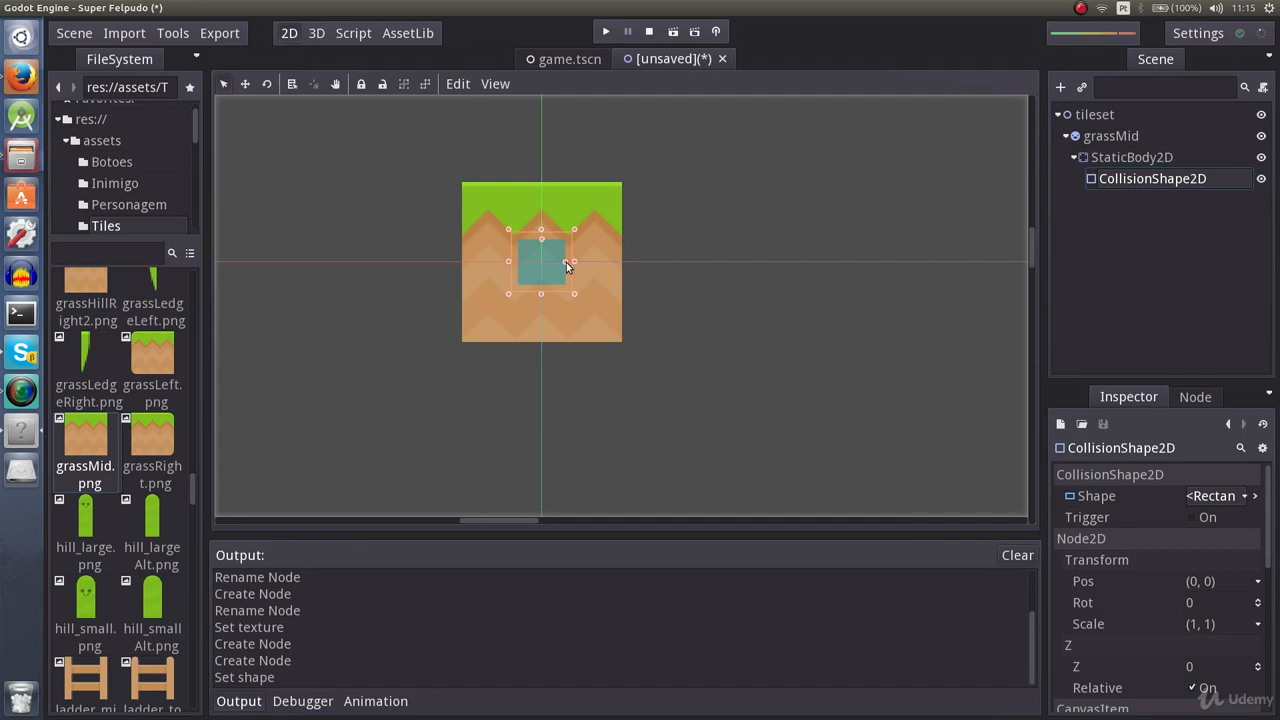 Godot Engine - Super Felpudo (*)
Pt
(100%)
11:15
Scene
Import
Tools
Export
2D
3D
Script
AssetLib
Settings
FileSystem
game.tscn
[unsaved](*)
Scene
res://assets/T
Edit
View
Favorites:
res://
assets
Botoes
Inimigo
Personagem
Tiles
tileset
grassMid
StaticBody2D
CollisionShape2D
grassHillR
ight2.png
grassLedg
eLeft.png
grassLedg
eRight.png
grassLeft.
png
grassMid.
png
grassRigh
t.png
hill_large.
png
hill_large
Alt.png
hill_small.
png
hill_small
Alt.png
ladder_mi
ladder_to
Output:
Clear
Rename Node
Create Node
Rename Node
Set texture
Create Node
Create Node
Set shape
Output
Debugger
Animation
Inspector
Node
CollisionShape2D
CollisionShape2D
Shape
<Rectan
Trigger
On
Node2D
Transform
Pos
(0, 0)
Rot
0
Scale
(1, 1)
Z
Z
0
Relative
On
CanvasItem
Udemy